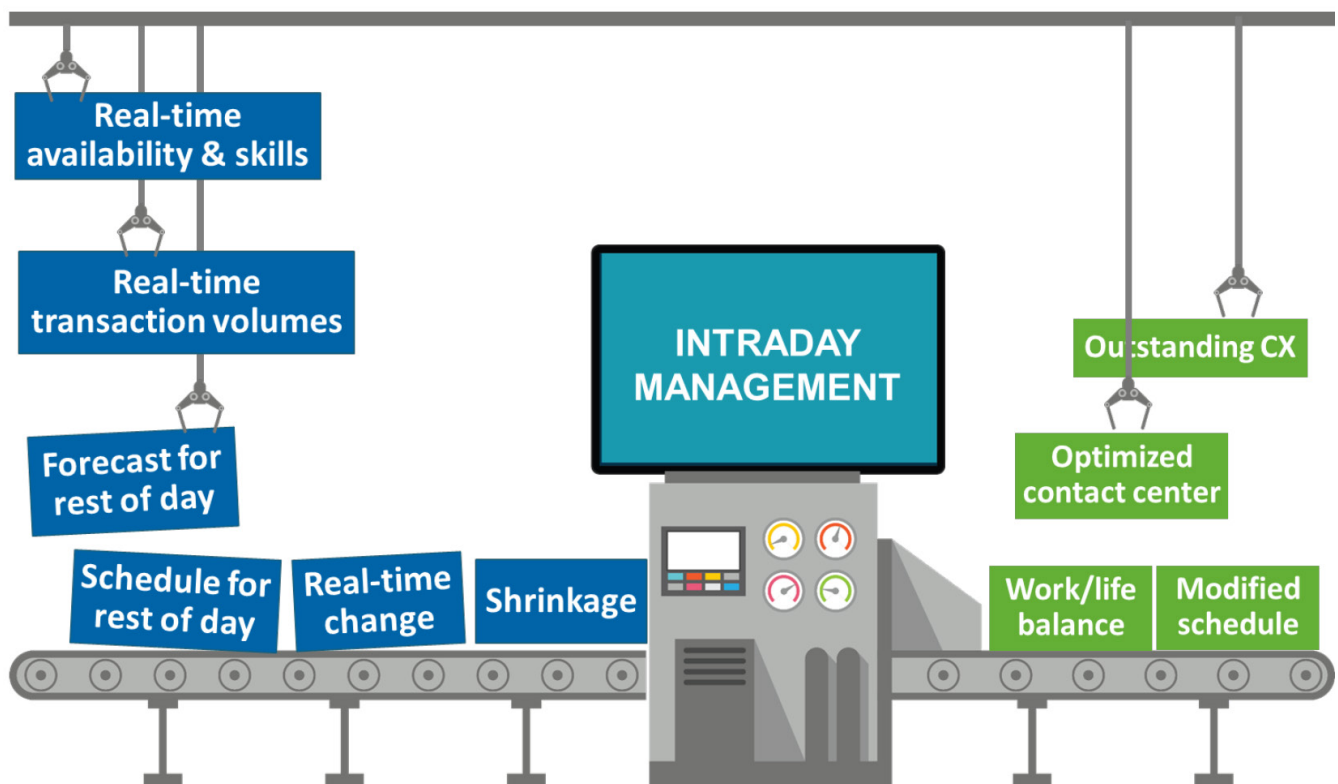 Real-time
availability & skills
Real-time
transaction volumes
Forecast for
rest of day
Schedule for
rest of day
Real-time
change
Shrinkage
INTRADAY
MANAGEMENT
Outstanding CX
Optimized
contact center
Work/life
balance
Modified
schedule